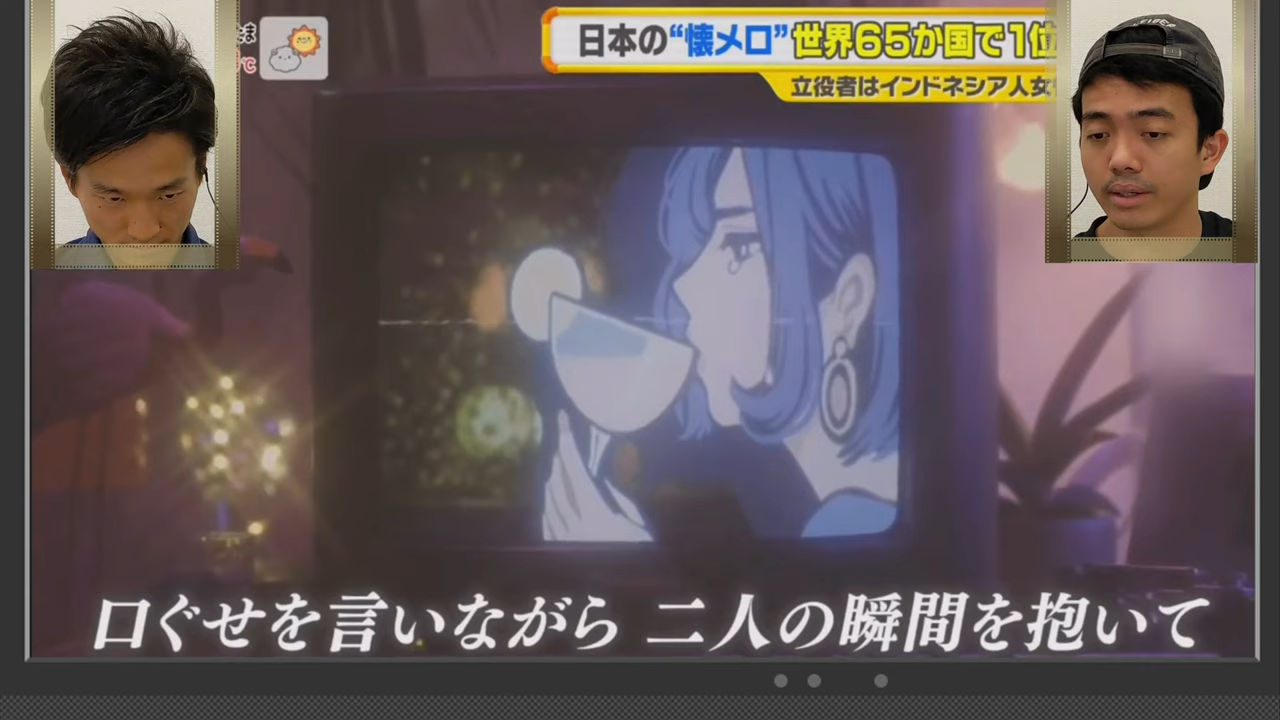 日本の“懐メロ”世界65か国で1位
立役者はインドネシア人女
口ぐせを言いながら 二人の瞬間を抱いて